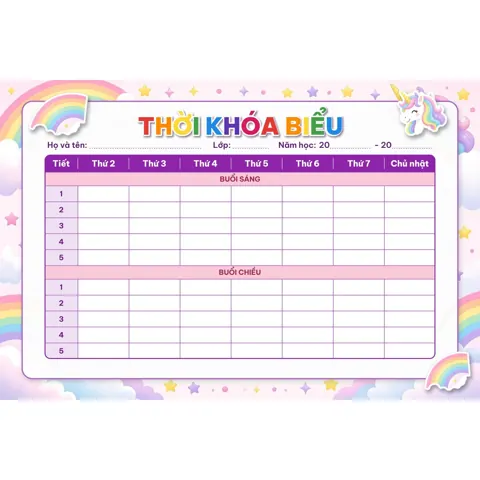 THỜI KHÓA BIỂU
Họ và tên: Lớp: Năm học: 20 - 20
Tiết Thứ 2 Thứ 3 Thứ 4 Thứ 5 Thứ 6 Thứ 7 Chủ nhật
BUỔI SÁNG
1
2
3
4
5
BUỔI CHIỀU
1
2
3
4
5